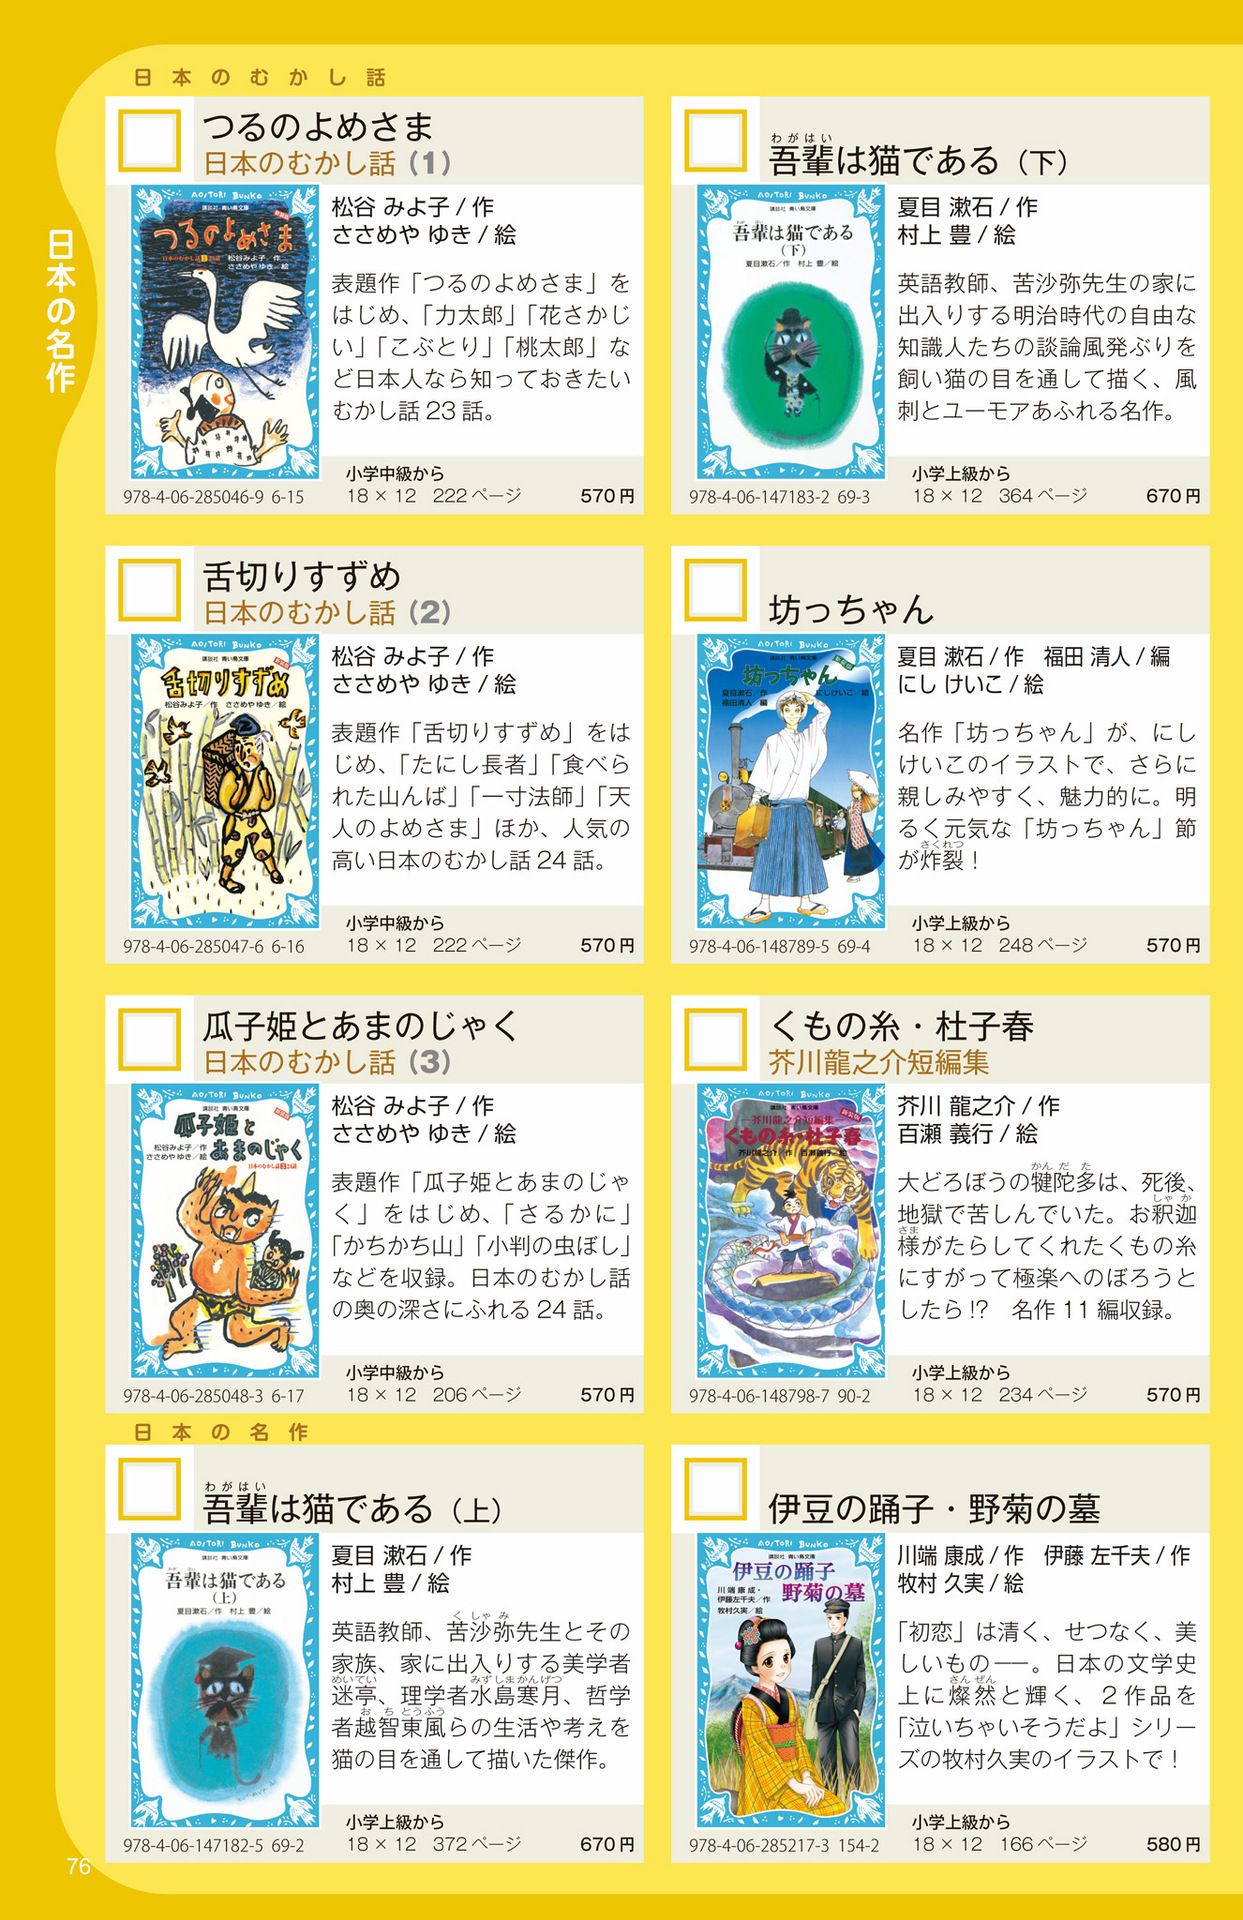 日本のむかし話
日本の名作
つるのよめさま
日本のむかし話 (1)
AOITORI BUNKO
講談社 青い鳥文庫
新装版
つるのよめさま
日本のむかし話1 23話
松谷みよ子/作
ささめやゆき/絵
松谷 みよ子 / 作
ささめや ゆき / 絵
表題作「つるのよめさま」を
はじめ、「力太郎」「花さかじ
い」「こぶとり」「桃太郎」な
ど日本人なら知っておきたい
むかし話 23 話。
小学中級から
978-4-06-285046-9 6-15
18 × 12 222 ページ 570 円
舌切りすずめ
日本のむかし話 (2)
AOITORI BUNKO
講談社 青い鳥文庫
新装版
舌切りすずめ
松谷みよ子/作 ささめやゆき/絵
松谷 みよ子 / 作
ささめや ゆき / 絵
表題作「舌切りすずめ」をは
じめ、「たにし長者」「食べら
れた山んば」「一寸法師」「天
人のよめさま」ほか、人気の
高い日本のむかし話 24 話。
小学中級から
978-4-06-285047-6 6-16
18 × 12 222 ページ 570 円
瓜子姫とあまのじゃく
日本のむかし話 (3)
AOITORI BUNKO
講談社 青い鳥文庫
新装版
瓜子姫と
あまのじゃく
松谷みよ子/作
ささめやゆき/絵
日本のむかし話3 24話
松谷 みよ子 / 作
ささめや ゆき / 絵
表題作「瓜子姫とあまのじゃ
く」をはじめ、「さるかに」
「かちかち山」「小判の虫ぼし」
などを収録。日本のむかし話
の奥の深さにふれる 24 話。
小学中級から
978-4-06-285048-3 6-17
18 × 12 206 ページ 570 円
日本の名作
わがはい
吾輩は猫である（上）
AOITORI BUNKO
講談社 青い鳥文庫
吾輩は猫である
(上)
夏目漱石/作 村上 豊/絵
夏目 漱石 / 作
村上 豊 / 絵
く しゃ み
英語教師、苦沙弥先生とその
家族、家に出入りする美学者
めいてい みずしまかんげつ
迷亭、理学者水島寒月、哲学
お ち とうふう
者越智東風らの生活や考えを
猫の目を通して描いた傑作。
小学上級から
978-4-06-147182-5 69-2
18 × 12 372 ページ 670 円
わがはい
吾輩は猫である（下）
AOITORI BUNKO
講談社 青い鳥文庫
吾輩は猫である
(下)
夏目漱石/作 村上 豊/絵
夏目 漱石 / 作
村上 豊 / 絵
英語教師、苦沙弥先生の家に
出入りする明治時代の自由な
知識人たちの談論風発ぶりを
飼い猫の目を通して描く、風
刺とユーモアあふれる名作。
小学上級から
978-4-06-147183-2 69-3
18 × 12 364 ページ 670 円
坊っちゃん
AOITORI BUNKO
講談社 青い鳥文庫
新装版
坊っちゃん
夏目漱石 作
福田清人/編
にしけいこ/絵
夏目 漱石 / 作 福田 清人 / 編
にし けいこ / 絵
名作「坊っちゃん」が、にし
けいこのイラストで、さらに
親しみやすく、魅力的に。明
るく元気な「坊っちゃん」節
さくれつ
が炸裂！
小学上級から
978-4-06-148789-5 69-4
18 × 12 248 ページ 570 円
くもの糸・杜子春
芥川龍之介短編集
AOITORI BUNKO
講談社 青い鳥文庫
新装版
芥川龍之介短編集
くもの糸・杜子春
芥川龍之介/作 百瀬義行/絵
芥川 龍之介 / 作
百瀬 義行 / 絵
かん だ た
大どろぼうの犍陀多は、死後、
しゃ か
地獄で苦しんでいた。お釈迦
さま
様がたらしてくれたくもの糸
にすがって極楽へのぼろうと
したら!? 名作 11 編収録。
小学上級から
978-4-06-148798-7 90-2
18 × 12 234 ページ 570 円
伊豆の踊子・野菊の墓
AOITORI BUNKO
講談社 青い鳥文庫
伊豆の踊子
野菊の墓
川端康成・
伊藤左千夫/作
牧村久実/絵
川端 康成 / 作 伊藤 左千夫 / 作
牧村 久実 / 絵
「初恋」は清く、せつなく、美
しいもの──。日本の文学史
さん ぜん
上に燦然と輝く、2 作品を
「泣いちゃいそうだよ」シリー
ズの牧村久実のイラストで！
小学上級から
978-4-06-285217-3 154-2
18 × 12 166 ページ 580 円
76